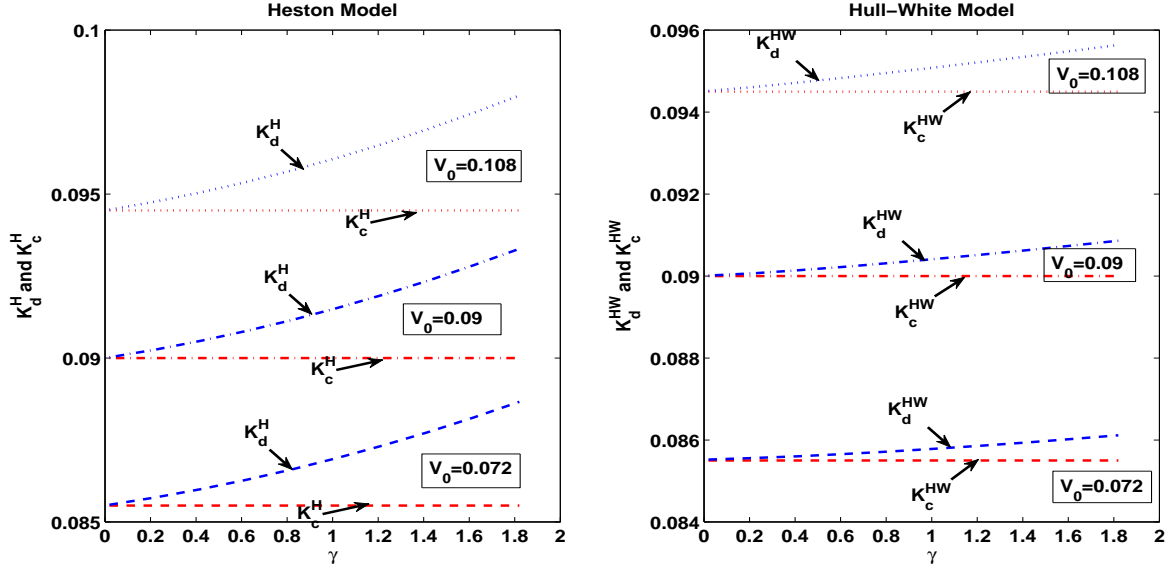 Heston Model
0.1
0.095
0.09
0.085
K_d^H and K_c^H
K_d^H
V_0=0.108
K_c^H
K_d^H
V_0=0.09
K_c^H
K_d^H
V_0=0.072
K_c^H
0 0.2 0.4 0.6 0.8 1 1.2 1.4 1.6 1.8 2
γ
Hull−White Model
0.096
0.094
0.092
0.09
0.088
0.086
0.084
K_d^HW and K_c^HW
K_d^HW
V_0=0.108
K_c^HW
K_d^HW
V_0=0.09
K_c^HW
K_d^HW
K_c^HW
V_0=0.072
0 0.2 0.4 0.6 0.8 1 1.2 1.4 1.6 1.8 2
γ